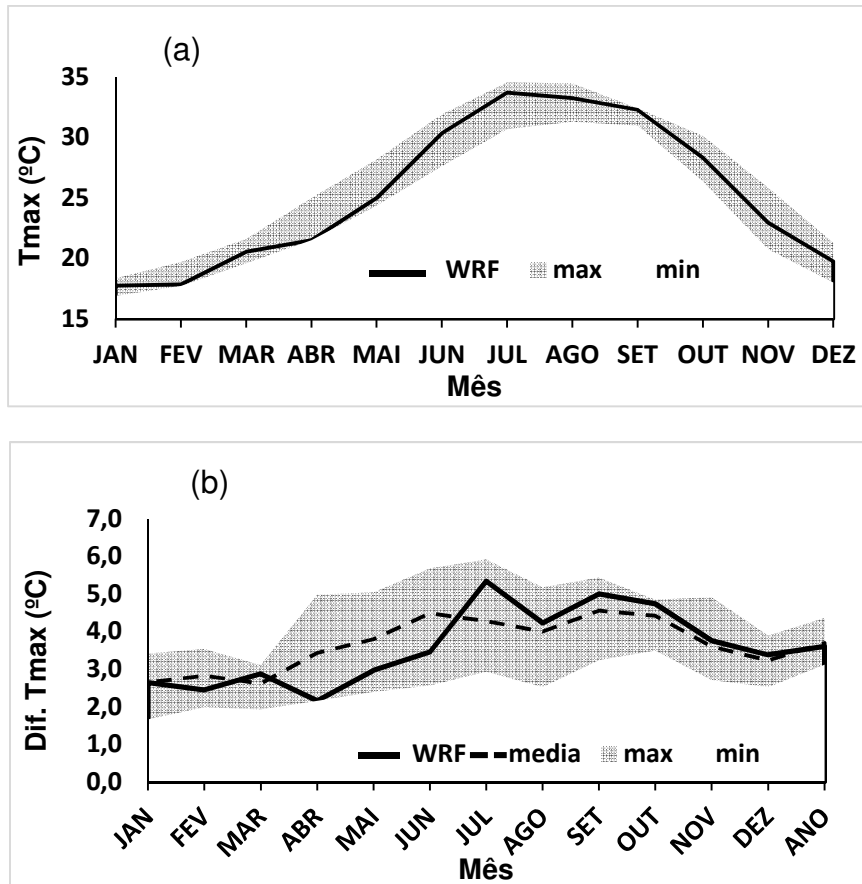 (a)
Tmax (ºC)
35
30
25
20
15
WRF max min
JAN FEV MAR ABR MAI JUN JUL AGO SET OUT NOV DEZ
Mês
(b)
Dif. Tmax (ºC)
7,0
6,0
5,0
4,0
3,0
2,0
1,0
0,0
WRF media max min
JAN FEV MAR ABR MAI JUN JUL AGO SET OUT NOV DEZ ANO
Mês